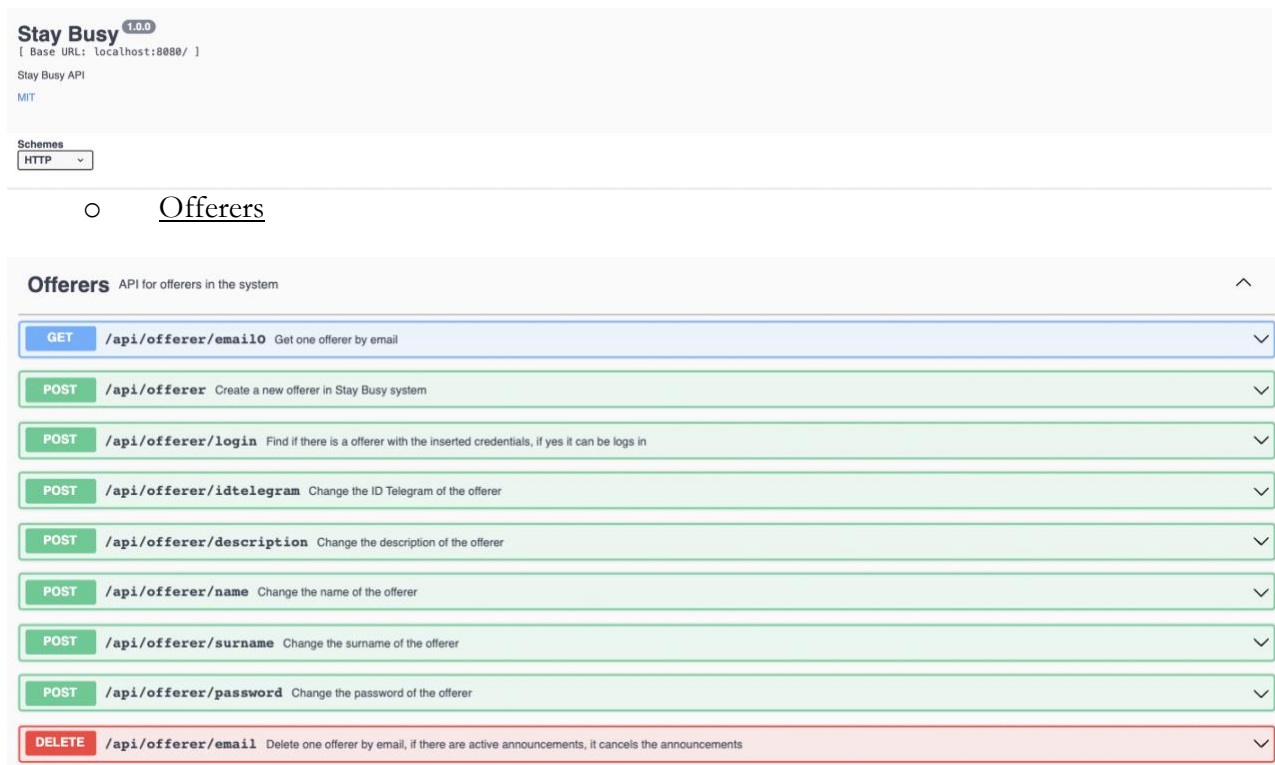 Stay Busy 1.0.0
[ Base URL: localhost:8080/ ]
Stay Busy API
MIT
Schemes
HTTP
o Offerers
Offerers API for offerers in the system
GET /api/offerer/emailO Get one offerer by email
POST /api/offerer Create a new offerer in Stay Busy system
POST /api/offerer/login Find if there is a offerer with the inserted credentials, if yes it can be logs in
POST /api/offerer/idtelegram Change the ID Telegram of the offerer
POST /api/offerer/description Change the description of the offerer
POST /api/offerer/name Change the name of the offerer
POST /api/offerer/surname Change the surname of the offerer
POST /api/offerer/password Change the password of the offerer
DELETE /api/offerer/email Delete one offerer by email, if there are active announcements, it cancels the announcements